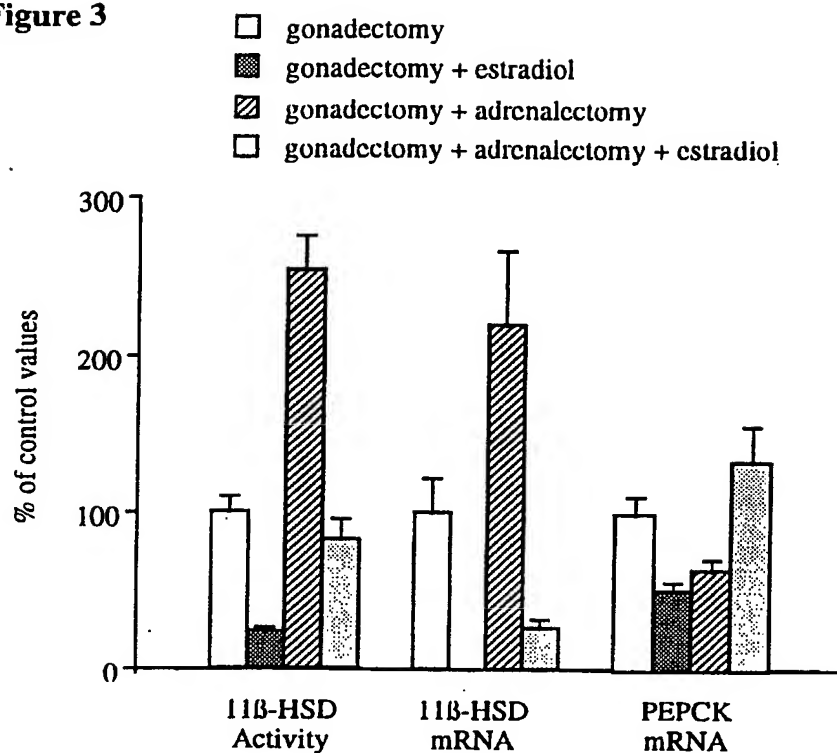 Figure 3
gonadectomy
gonadectomy + estradiol
gonadectomy + adrenalectomy
gonadectomy + adrenalectomy + estradiol
300
200
100
0
% of control values
11ß-HSD Activity
11ß-HSD mRNA
PEPCK mRNA